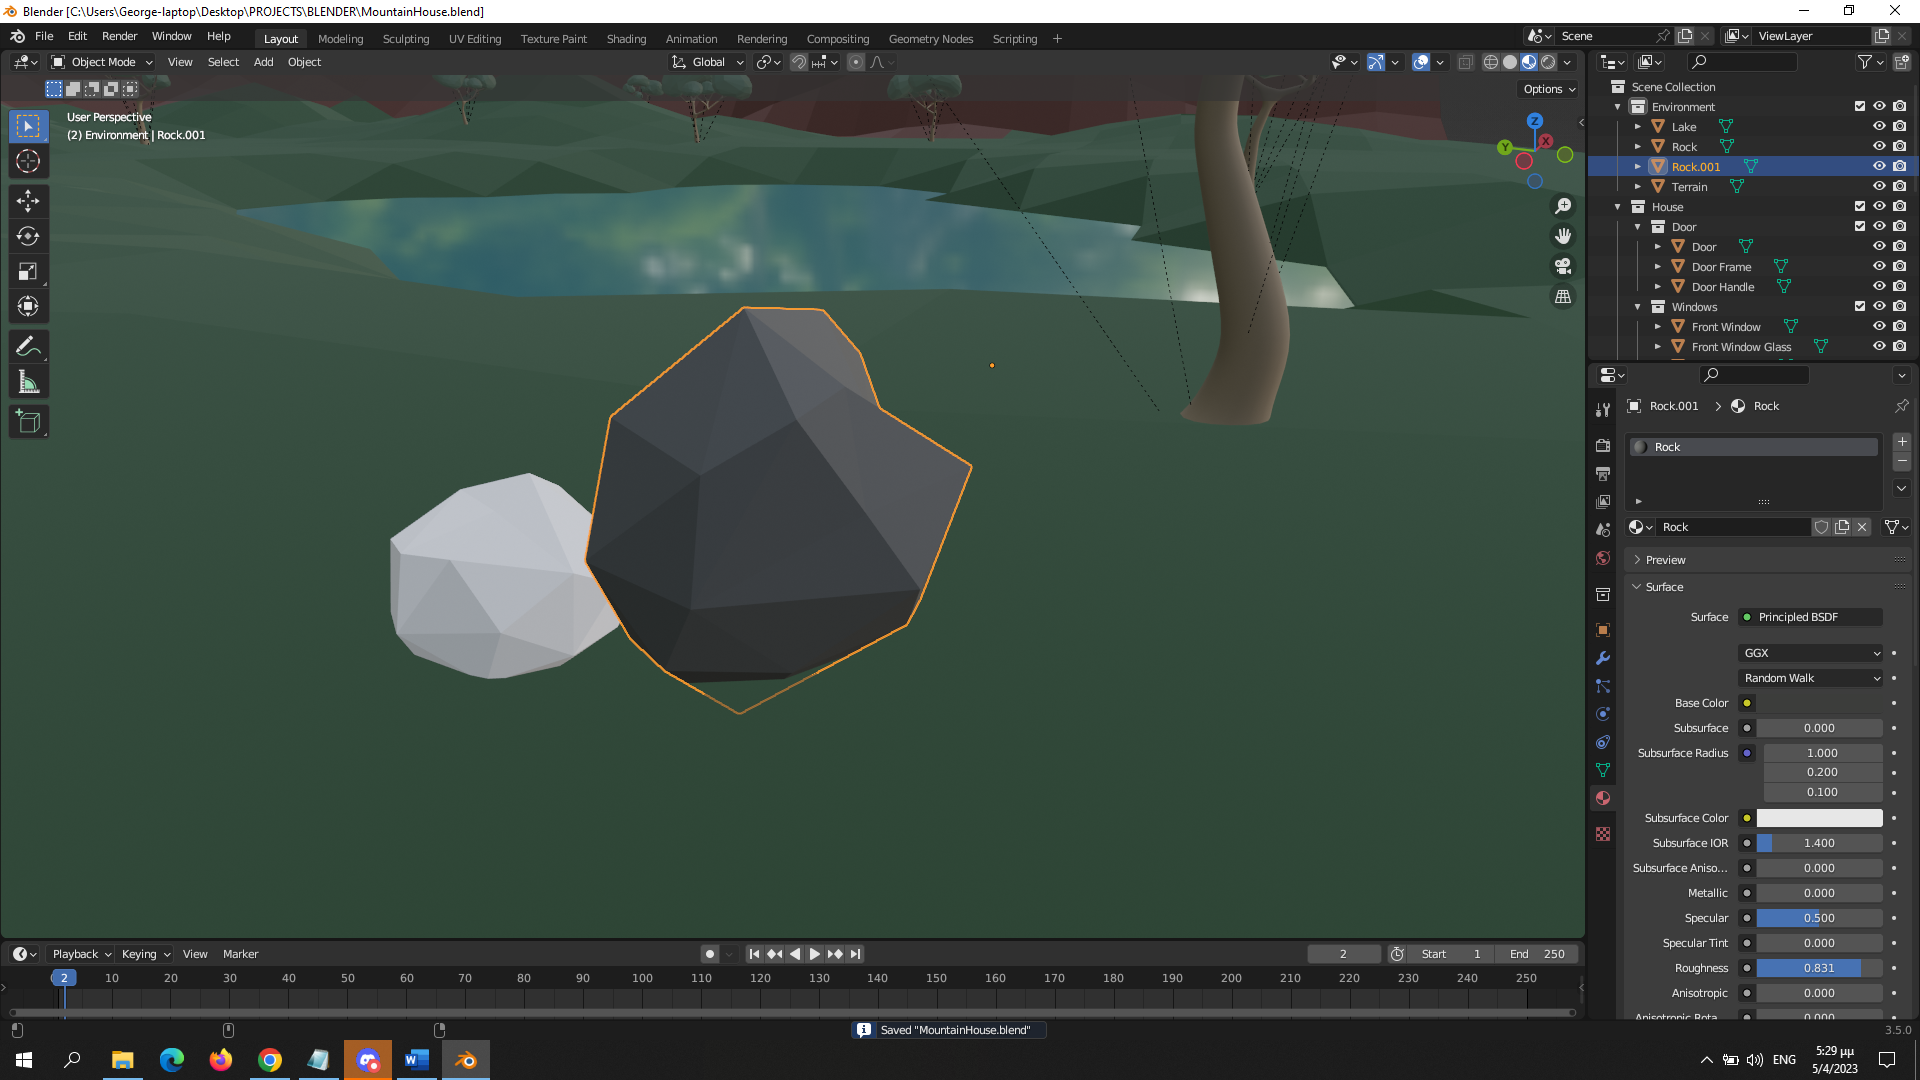 Blender [C:\Users\George-laptop\Desktop\PROJECTS\BLENDER\MountainHouse.blend]
File Edit Render Window Help Layout Modeling Sculpting UV Editing Texture Paint Shading Animation Rendering Compositing Geometry Nodes Scripting + Scene ViewLayer
Object Mode View Select Add Object Global
Options
User Perspective
(2) Environment | Rock.001
Z
X
Y
Scene Collection
Environment
Lake
Rock
Rock.001
Terrain
House
Door
Door
Door Frame
Door Handle
Windows
Front Window
Front Window Glass
Rock.001 > Rock
Rock
Rock
Preview
Surface
Surface Principled BSDF
GGX
Random Walk
Base Color
Subsurface 0.000
Subsurface Radius 1.000
0.200
0.100
Subsurface Color
Subsurface IOR 1.400
Subsurface Aniso... 0.000
Metallic 0.000
Specular 0.500
Specular Tint 0.000
Roughness 0.831
Anisotropic 0.000
Anisotropic Rota... 0.000
Playback Keying View Marker 2 Start 1 End 250
2 10 20 30 40 50 60 70 80 90 100 110 120 130 140 150 160 170 180 190 200 210 220 230 240 250
Saved "MountainHouse.blend"
3.5.0
ENG
5:29 μμ
5/4/2023